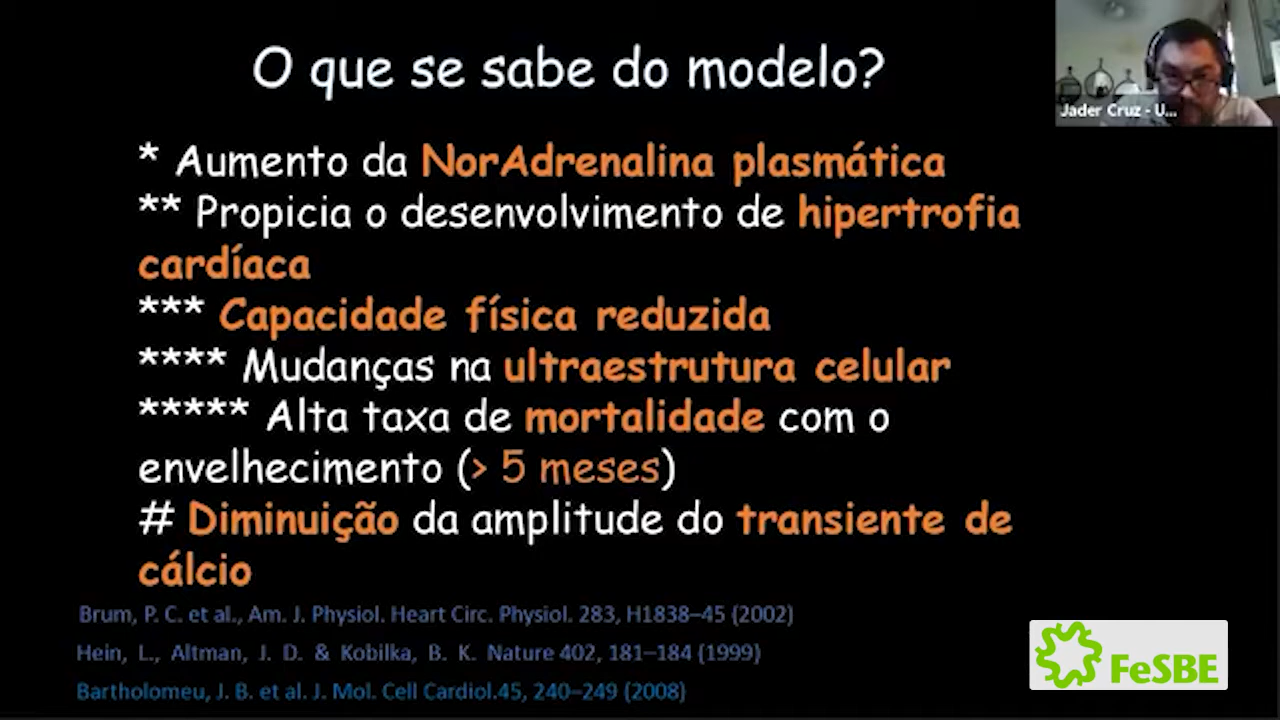 O que se sabe do modelo?
Jader Cruz - U...
* Aumento da NorAdrenalina plasmática
** Propicia o desenvolvimento de hipertrofia
cardíaca
*** Capacidade física reduzida
**** Mudanças na ultraestrutura celular
***** Alta taxa de mortalidade com o
envelhecimento (> 5 meses)
# Diminuição da amplitude do transiente de
cálcio
Brum, P. C. et al., Am. J. Physiol. Heart Circ. Physiol. 283, H1838–45 (2002)
Hein, L., Altman, J. D. & Kobilka, B. K. Nature 402, 181–184 (1999)
Bartholomeu, J. B. et al. J. Mol. Cell Cardiol.45, 240–249 (2008)
FeSBE